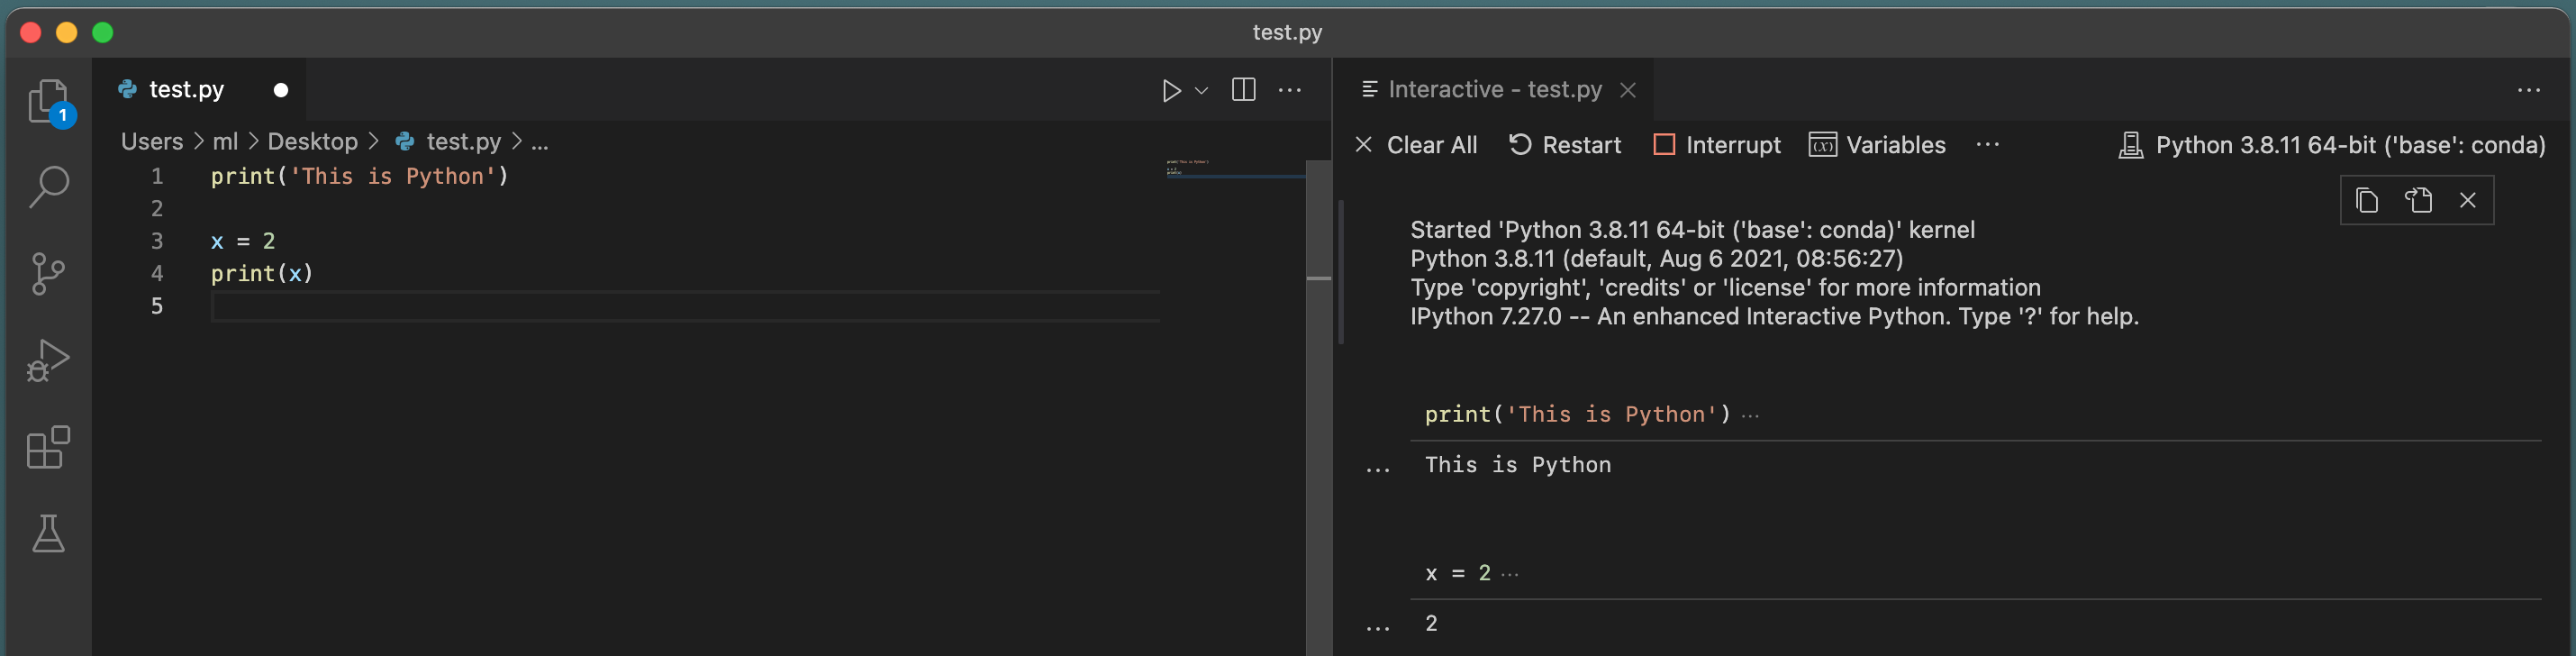 test.py
test.py
Interactive - test.py
1
Users > ml > Desktop > test.py > ...
Clear All Restart Interrupt Variables ... Python 3.8.11 64-bit ('base': conda)
1 print('This is Python')
2
3 x = 2
4 print(x)
5
Started 'Python 3.8.11 64-bit ('base': conda)' kernel
Python 3.8.11 (default, Aug 6 2021, 08:56:27)
Type 'copyright', 'credits' or 'license' for more information
IPython 7.27.0 -- An enhanced Interactive Python. Type '?' for help.
print('This is Python') ...
... This is Python
x = 2 ...
... 2